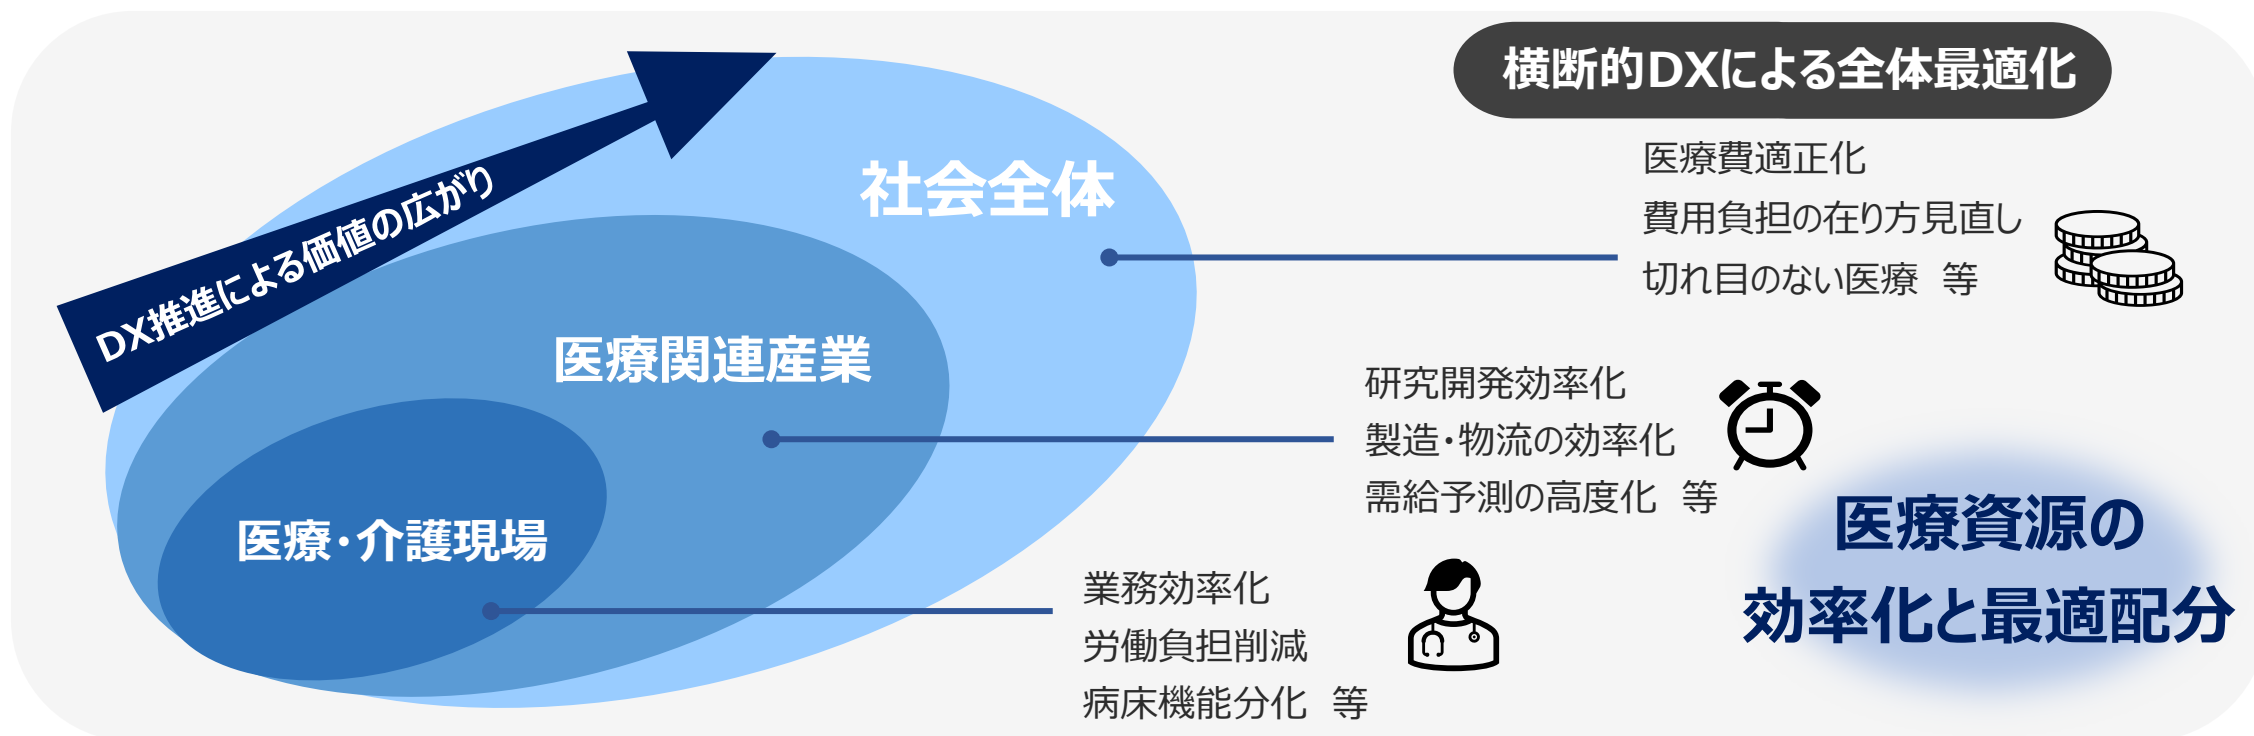 横断的DXによる全体最適化
DX推進による価値の広がり
社会全体
医療費適正化
費用負担の在り方見直し
切れ目のない医療　等
医療関連産業
研究開発効率化
製造・物流の効率化
需給予測の高度化　等
医療・介護現場
業務効率化
労働負担削減
病床機能分化　等
医療資源の
効率化と最適配分